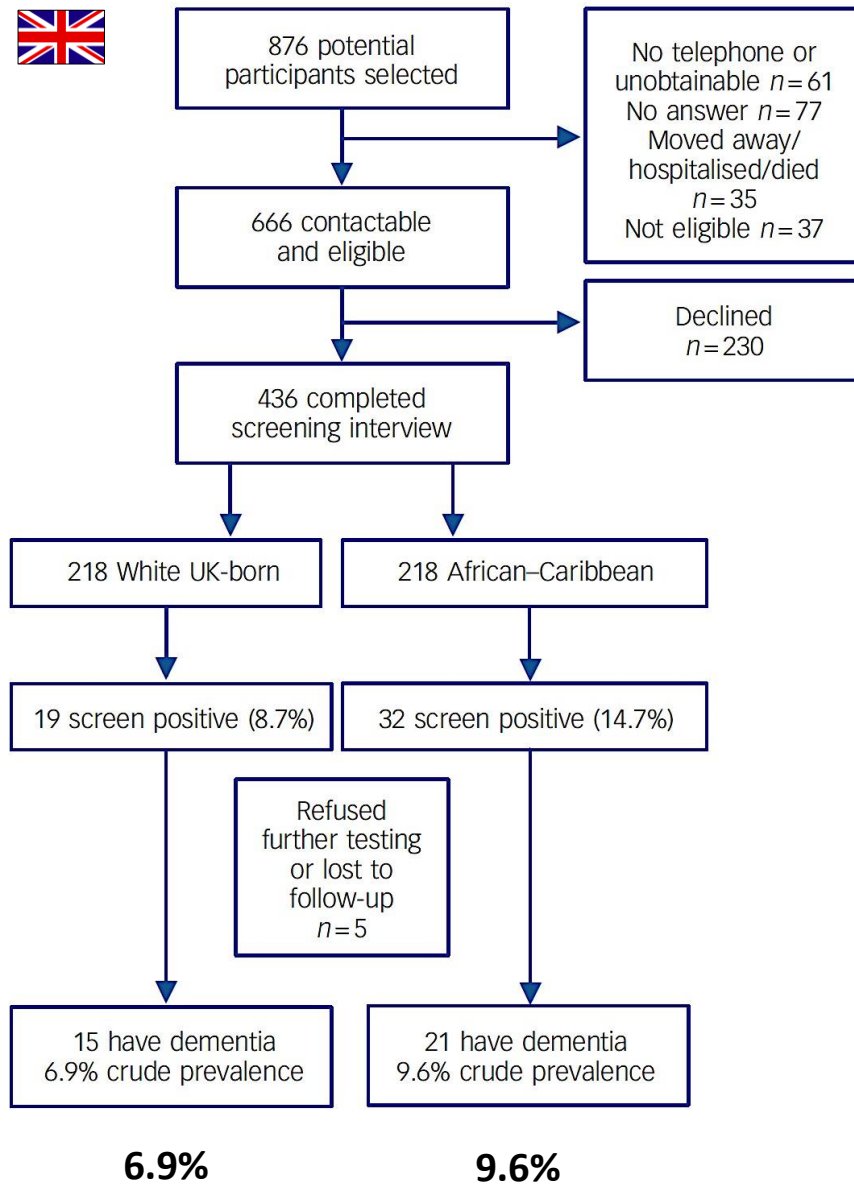 876 potential
participants selected
No telephone or
unobtainable n=61
No answer n=77
Moved away/
hospitalised/died
n=35
Not eligible n=37
666 contactable
and eligible
Declined
n=230
436 completed
screening interview
218 White UK-born
218 African–Caribbean
19 screen positive (8.7%)
32 screen positive (14.7%)
Refused
further testing
or lost to
follow-up
n=5
15 have dementia
6.9% crude prevalence
21 have dementia
9.6% crude prevalence
6.9%
9.6%